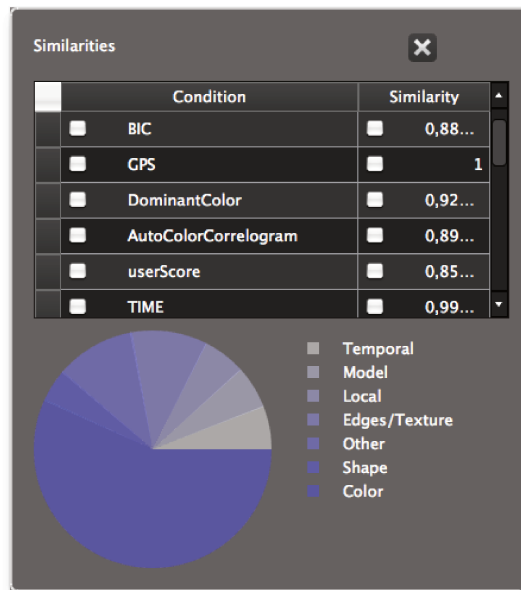 Similarities
Condition Similarity
BIC 0,88...
GPS 1
DominantColor 0,92...
AutoColorCorrelogram 0,89...
userScore 0,85...
TIME 0,99...
Temporal
Model
Local
Edges/Texture
Other
Shape
Color